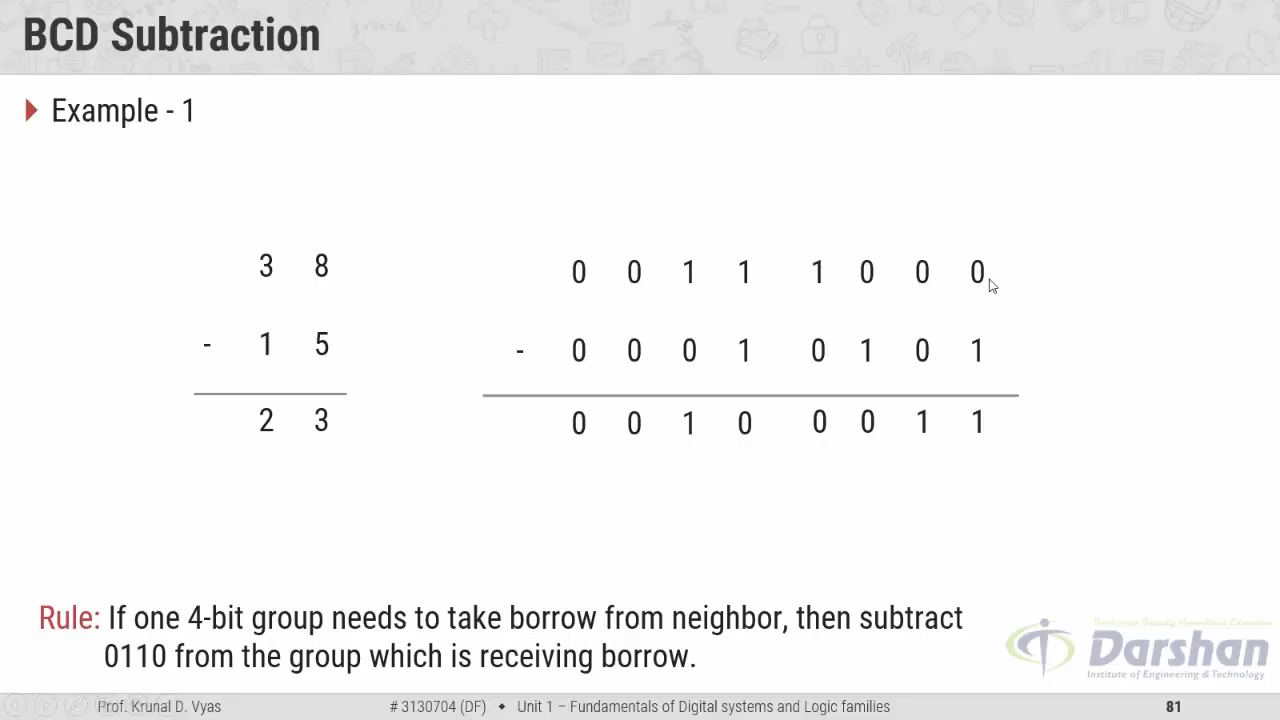 BCD Subtraction
Example - 1
3 8
0 0 1 1 1 0 0 0
- 1 5
- 0 0 0 1 0 1 0 1
2 3
0 0 1 0 0 0 1 1
Rule: If one 4-bit group needs to take borrow from neighbor, then subtract
0110 from the group which is receiving borrow.
Darshan
Institute of Engineering & Technology
Prof. Krunal D. Vyas
# 3130704 (DF) ⬥ Unit 1 – Fundamentals of Digital systems and Logic families
81